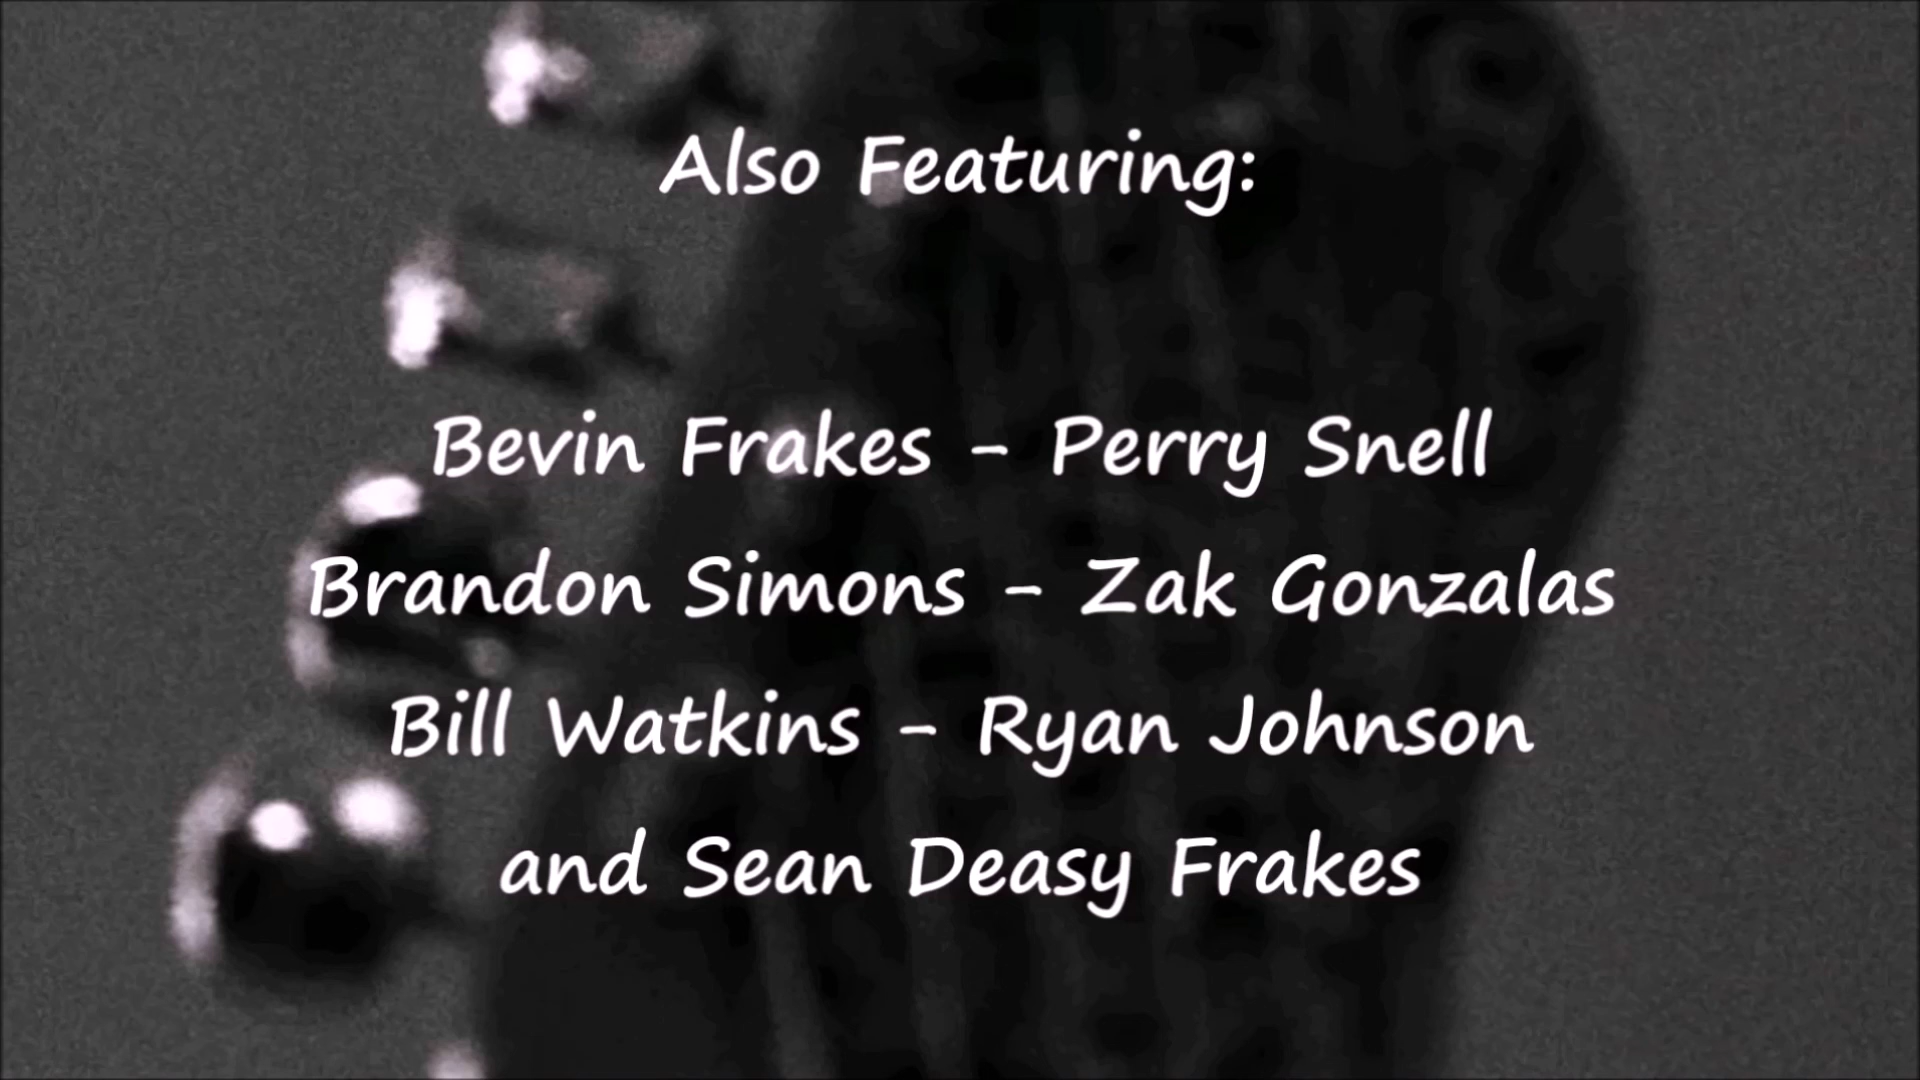 Also Featuring:
Bevin Frakes - Perry Snell
Brandon Simons - Zak Gonzalas
Bill Watkins - Ryan Johnson
and Sean Deasy Frakes